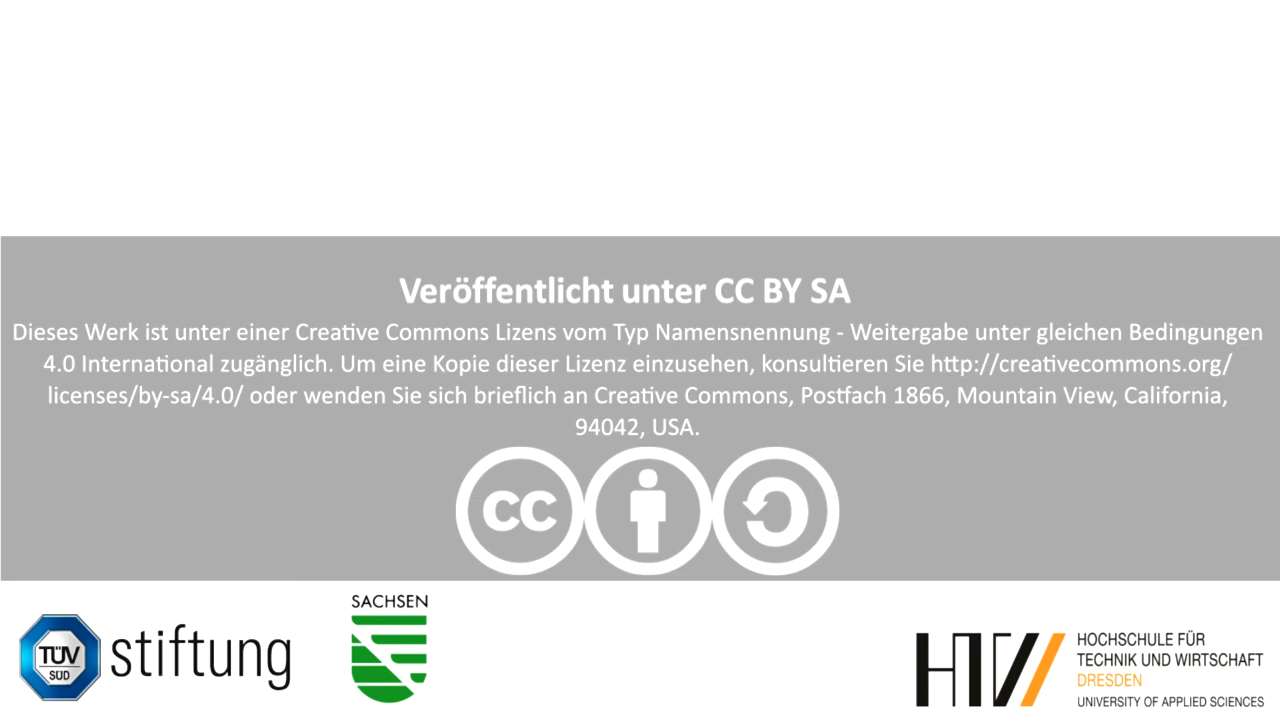 Veröffentlicht unter CC BY SA
Dieses Werk ist unter einer Creative Commons Lizens vom Typ Namensnennung - Weitergabe unter gleichen Bedingungen
4.0 International zugänglich. Um eine Kopie dieser Lizenz einzusehen, konsultieren Sie http://creativecommons.org/
licenses/by-sa/4.0/ oder wenden Sie sich brieflich an Creative Commons, Postfach 1866, Mountain View, California,
94042, USA.
cc
SACHSEN
TÜV
SÜD
stiftung
HTW
HOCHSCHULE FÜR
TECHNIK UND WIRTSCHAFT
DRESDEN
UNIVERSITY OF APPLIED SCIENCES